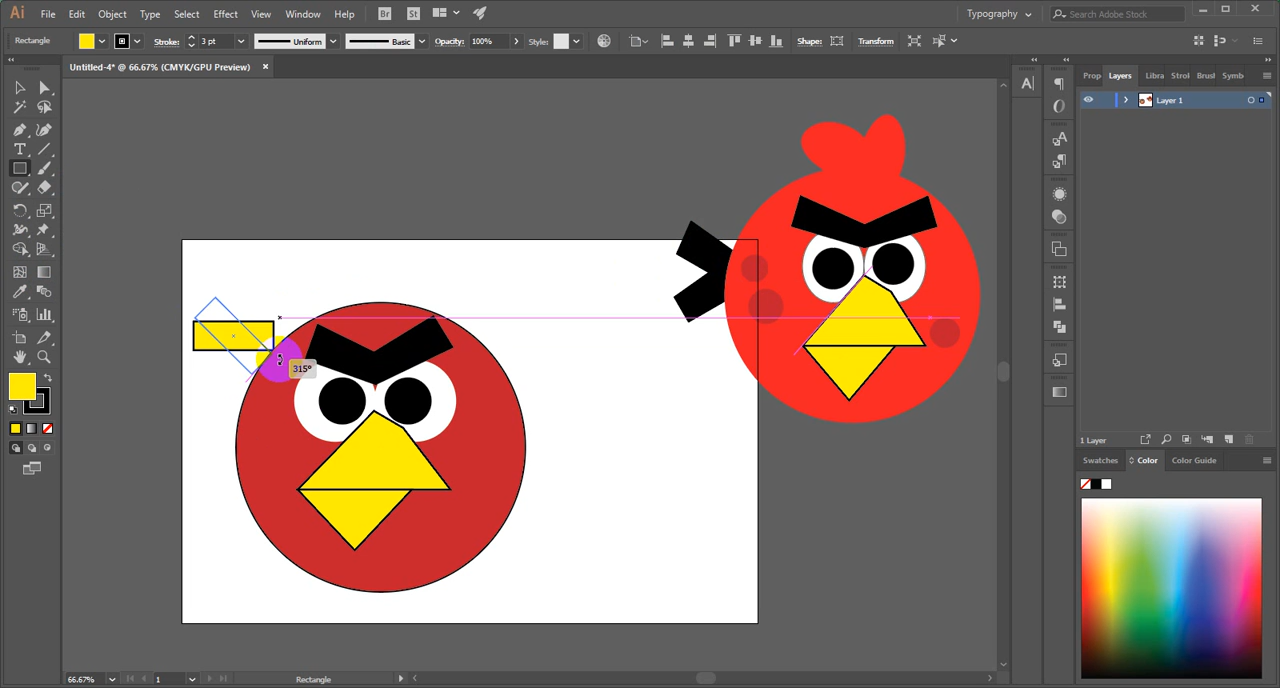 Ai File Edit Object Type Select Effect View Window Help Br St Typography Search Adobe Stock
Rectangle Stroke: 3 pt Uniform Basic Opacity: 100% Style: Shape: Transform
Untitled-4* @ 66.67% (CMYK/GPU Preview) ×
Prop Layers Libra Strol Brusl Symb
Layer 1
315°
1 Layer
Swatches Color Color Guide
66.67% 1 Rectangle